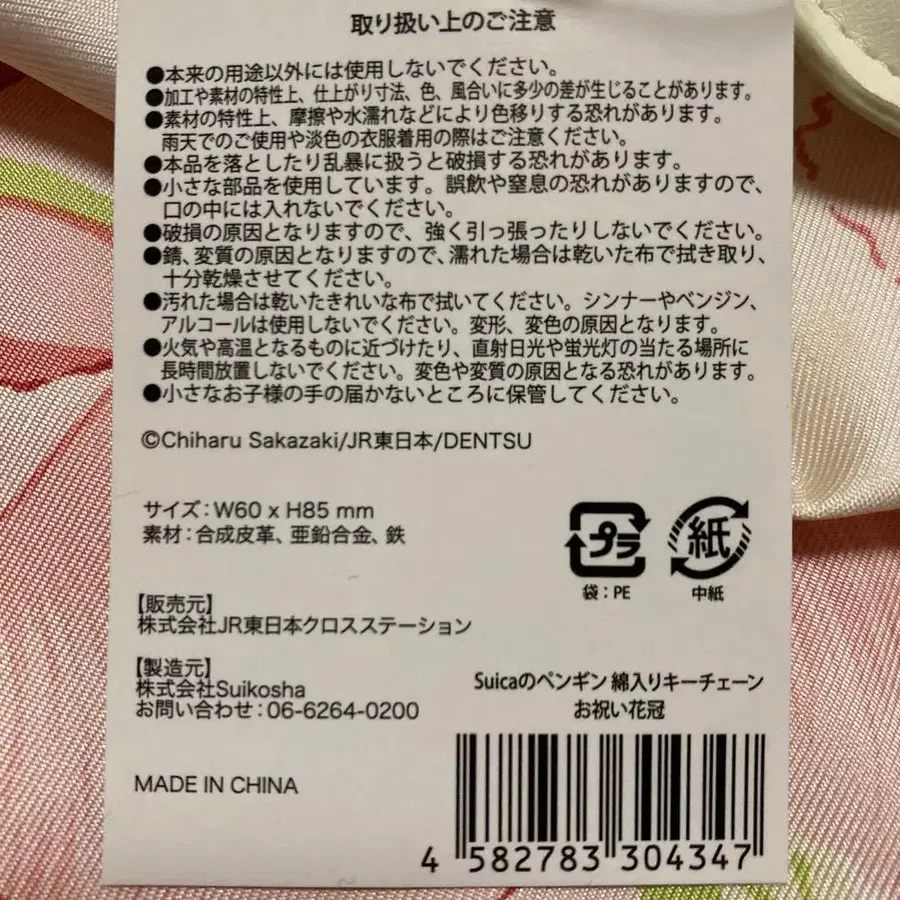 取り扱い上のご注意
●本来の用途以外には使用しないでください。
●加工や素材の特性上、仕上がり寸法、色、風合いに多少の差が生じることがあります。
●素材の特性上、摩擦や水濡れなどにより色移りする恐れがあります。
雨天でのご使用や淡色の衣服着用の際はご注意ください。
●本品を落としたり乱暴に扱うと破損する恐れがあります。
●小さな部品を使用しています。誤飲や窒息の恐れがありますので、
口の中には入れないでください。
●破損の原因となりますので、強く引っ張ったりしないでください。
●錆、変質の原因となりますので、濡れた場合は乾いた布で拭き取り、
十分乾燥させてください。
●汚れた場合は乾いたきれいな布で拭いてください。シンナーやベンジン、
アルコールは使用しないでください。変形、変色の原因となります。
●火気や高温となるものに近づけたり、直射日光や蛍光灯の当たる場所に
長時間放置しないでください。変色や変質の原因となる恐れがあります。
●小さなお子様の手の届かないところに保管してください。
©Chiharu Sakazaki/JR東日本/DENTSU
サイズ：W60 x H85 mm
素材：合成皮革、亜鉛合金、鉄
プラ
紙
袋：PE
中紙
【販売元】
株式会社JR東日本クロスステーション
【製造元】
株式会社Suikosha
お問い合わせ：06-6264-0200
Suicaのペンギン 綿入りキーチェーン
お祝い花冠
MADE IN CHINA
4 582783 304347